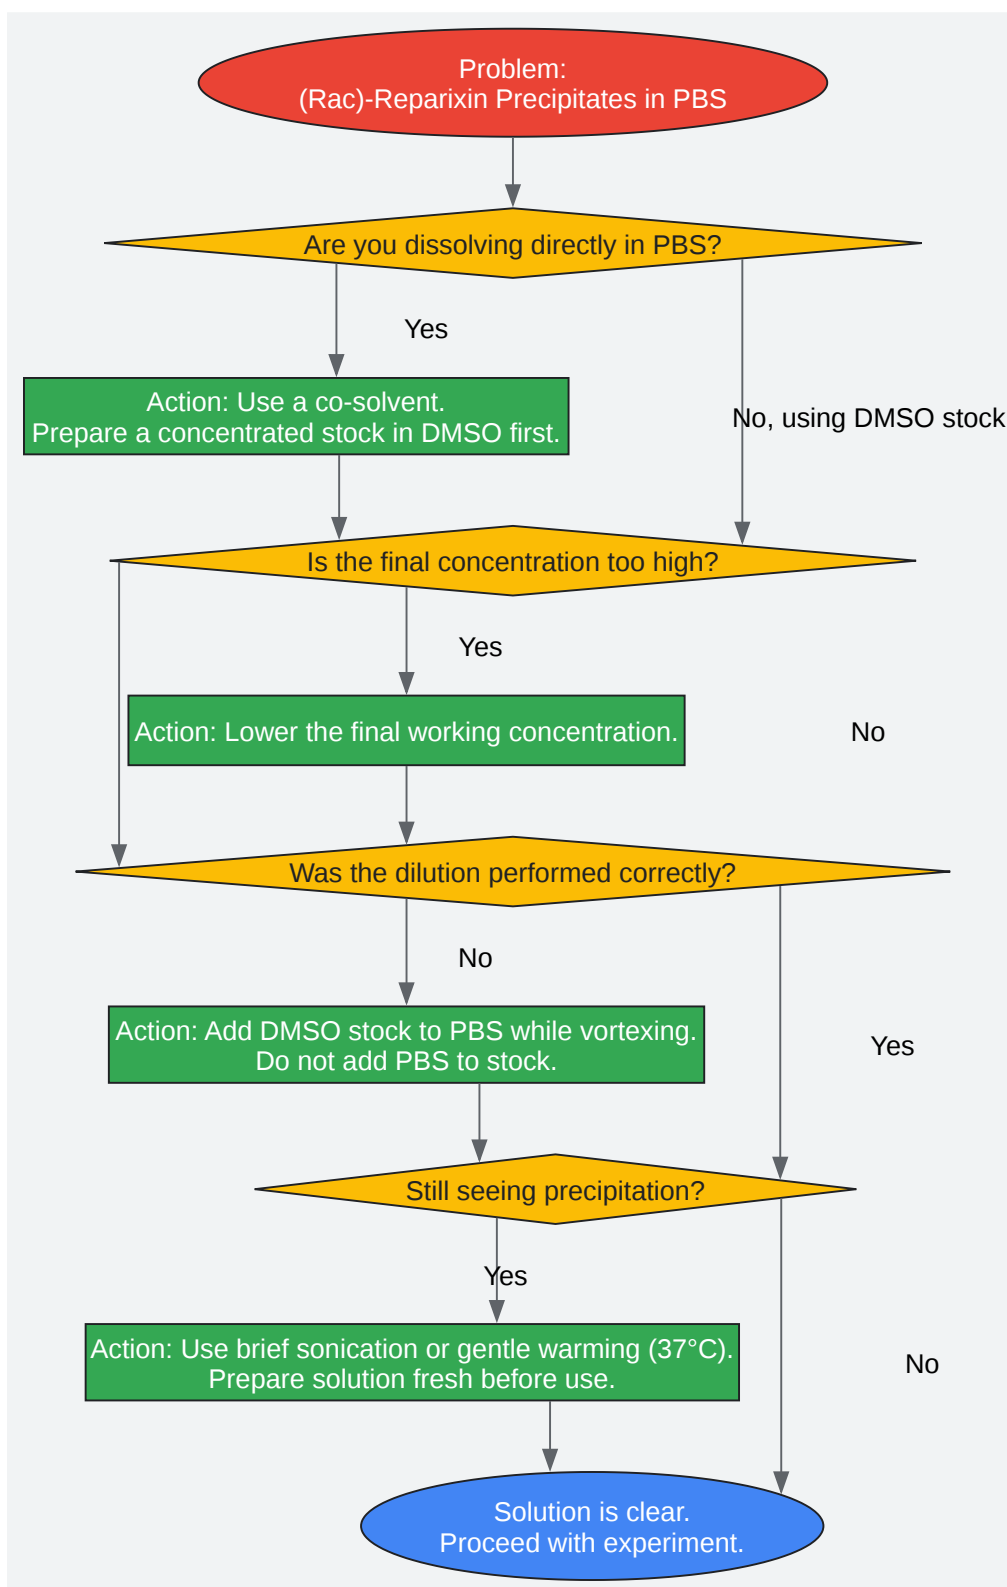 Problem:
(Rac)-Reparixin Precipitates in PBS
Are you dissolving directly in PBS?
Yes
Action: Use a co-solvent.
Prepare a concentrated stock in DMSO first.
No, using DMSO stock
Is the final concentration too high?
Yes
Action: Lower the final working concentration.
No
Was the dilution performed correctly?
No
Action: Add DMSO stock to PBS while vortexing.
Do not add PBS to stock.
Yes
Still seeing precipitation?
Yes
Action: Use brief sonication or gentle warming (37°C).
Prepare solution fresh before use.
No
Solution is clear.
Proceed with experiment.